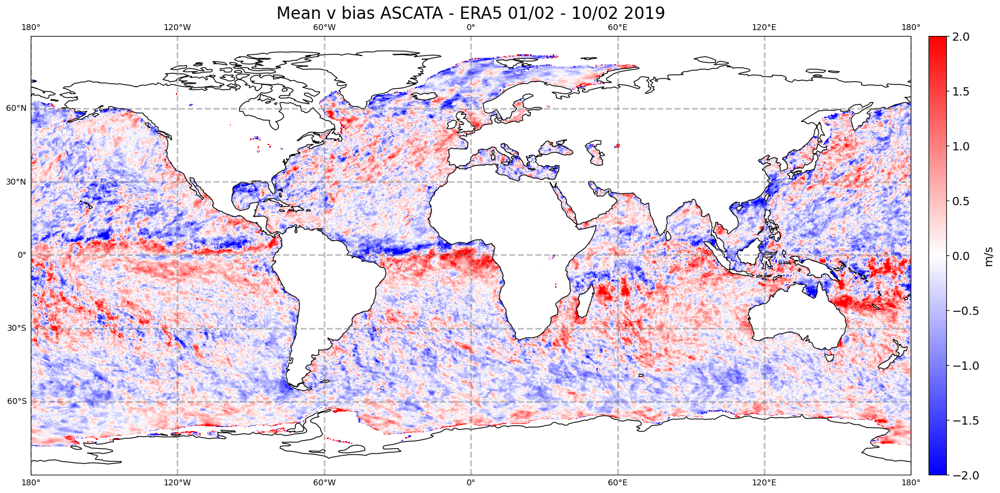 Mean v bias ASCATA - ERA5 01/02 - 10/02 2019
180° 120°W 60°W 0° 60°E 120°E 180°
60°N
30°N
0°
30°S
60°S
180° 120°W 60°W 0° 60°E 120°E 180°
2.0
1.5
1.0
0.5
0.0
−0.5
−1.0
−1.5
−2.0
m/s